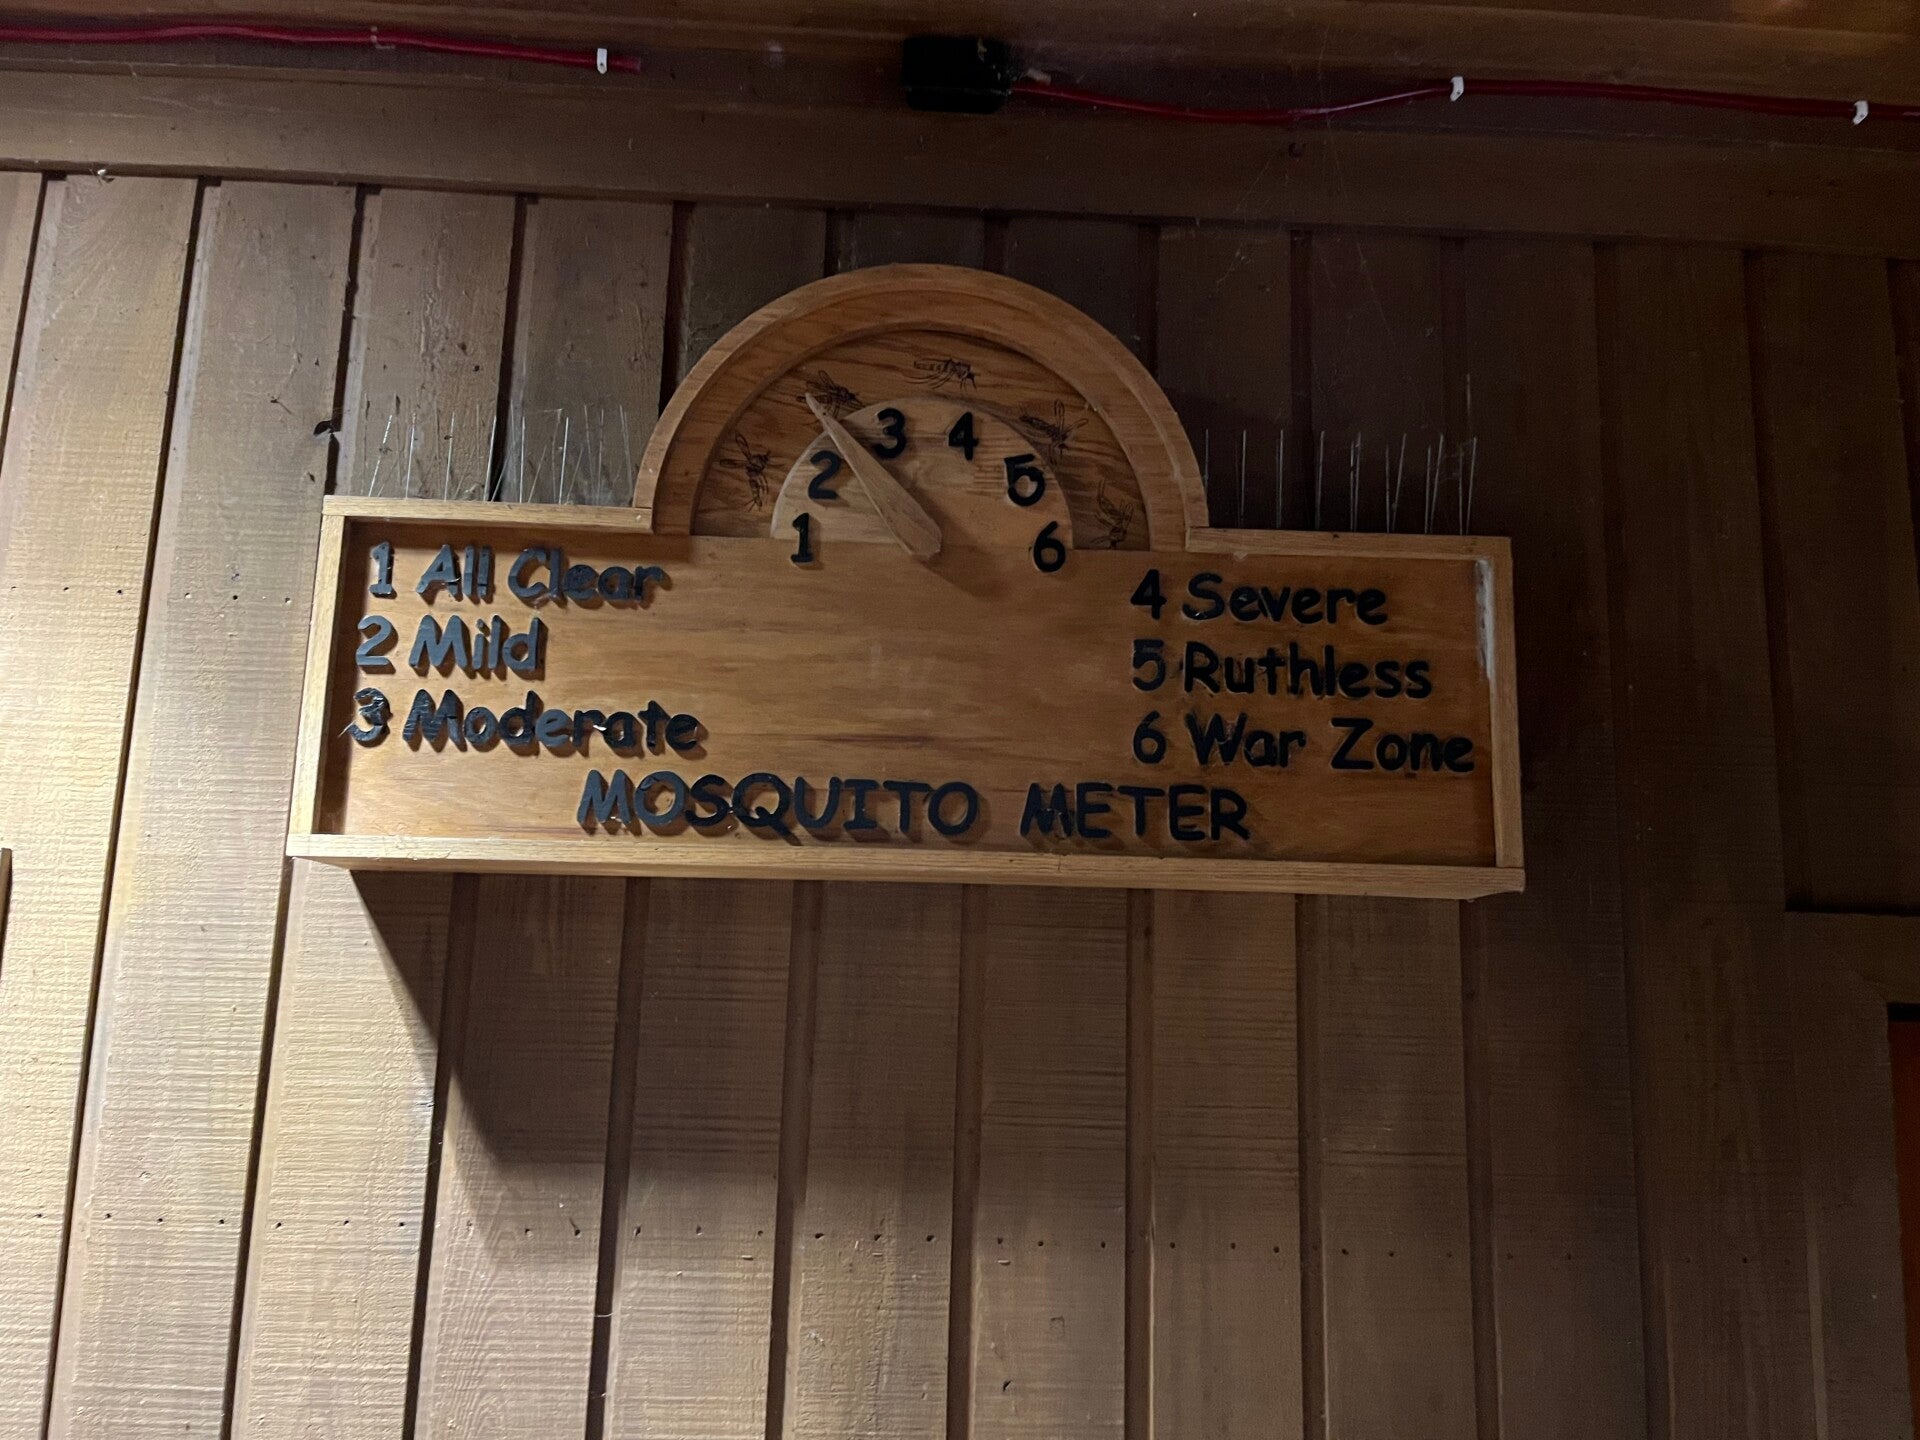 1
2
3
4
5
6
1 All Clear
2 Mild
3 Moderate
4 Severe
5 Ruthless
6 War Zone
MOSQUITO METER